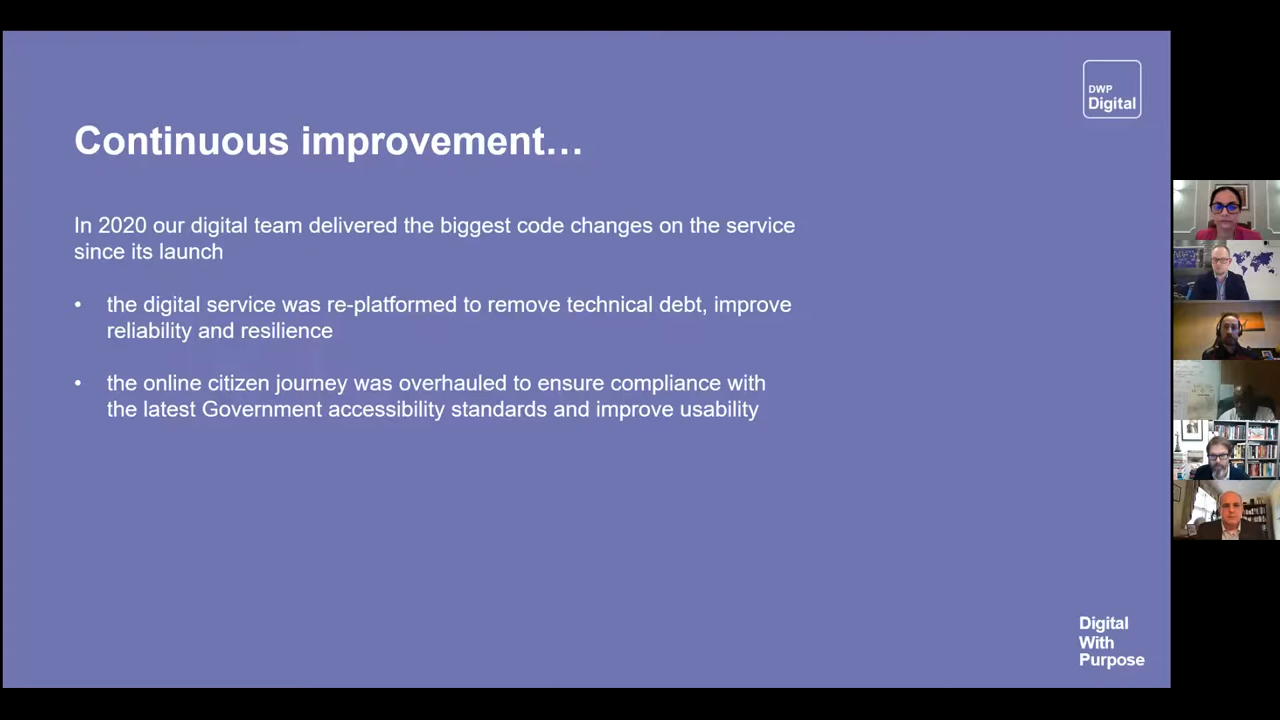 DWP
Digital
Continuous improvement…
In 2020 our digital team delivered the biggest code changes on the service
since its launch
• the digital service was re-platformed to remove technical debt, improve
reliability and resilience
• the online citizen journey was overhauled to ensure compliance with
the latest Government accessibility standards and improve usability
Digital
With
Purpose